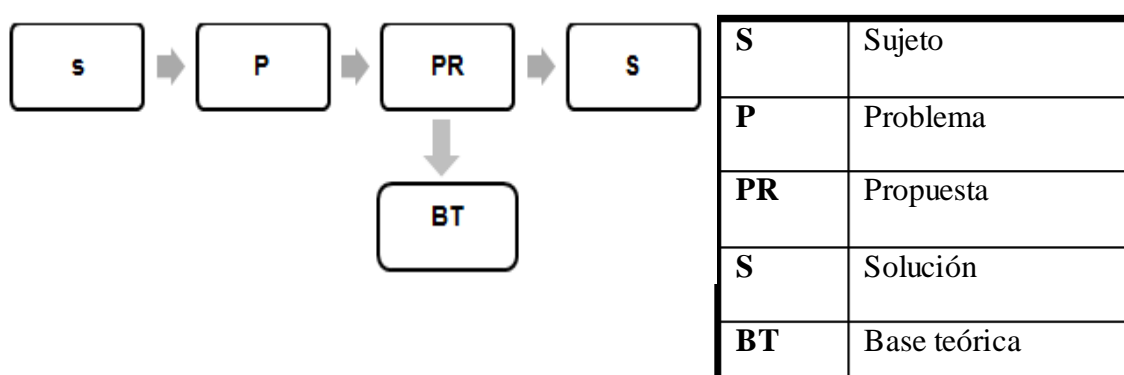 s P PR S
BT
S Sujeto
P Problema
PR Propuesta
S Solución
BT Base teórica